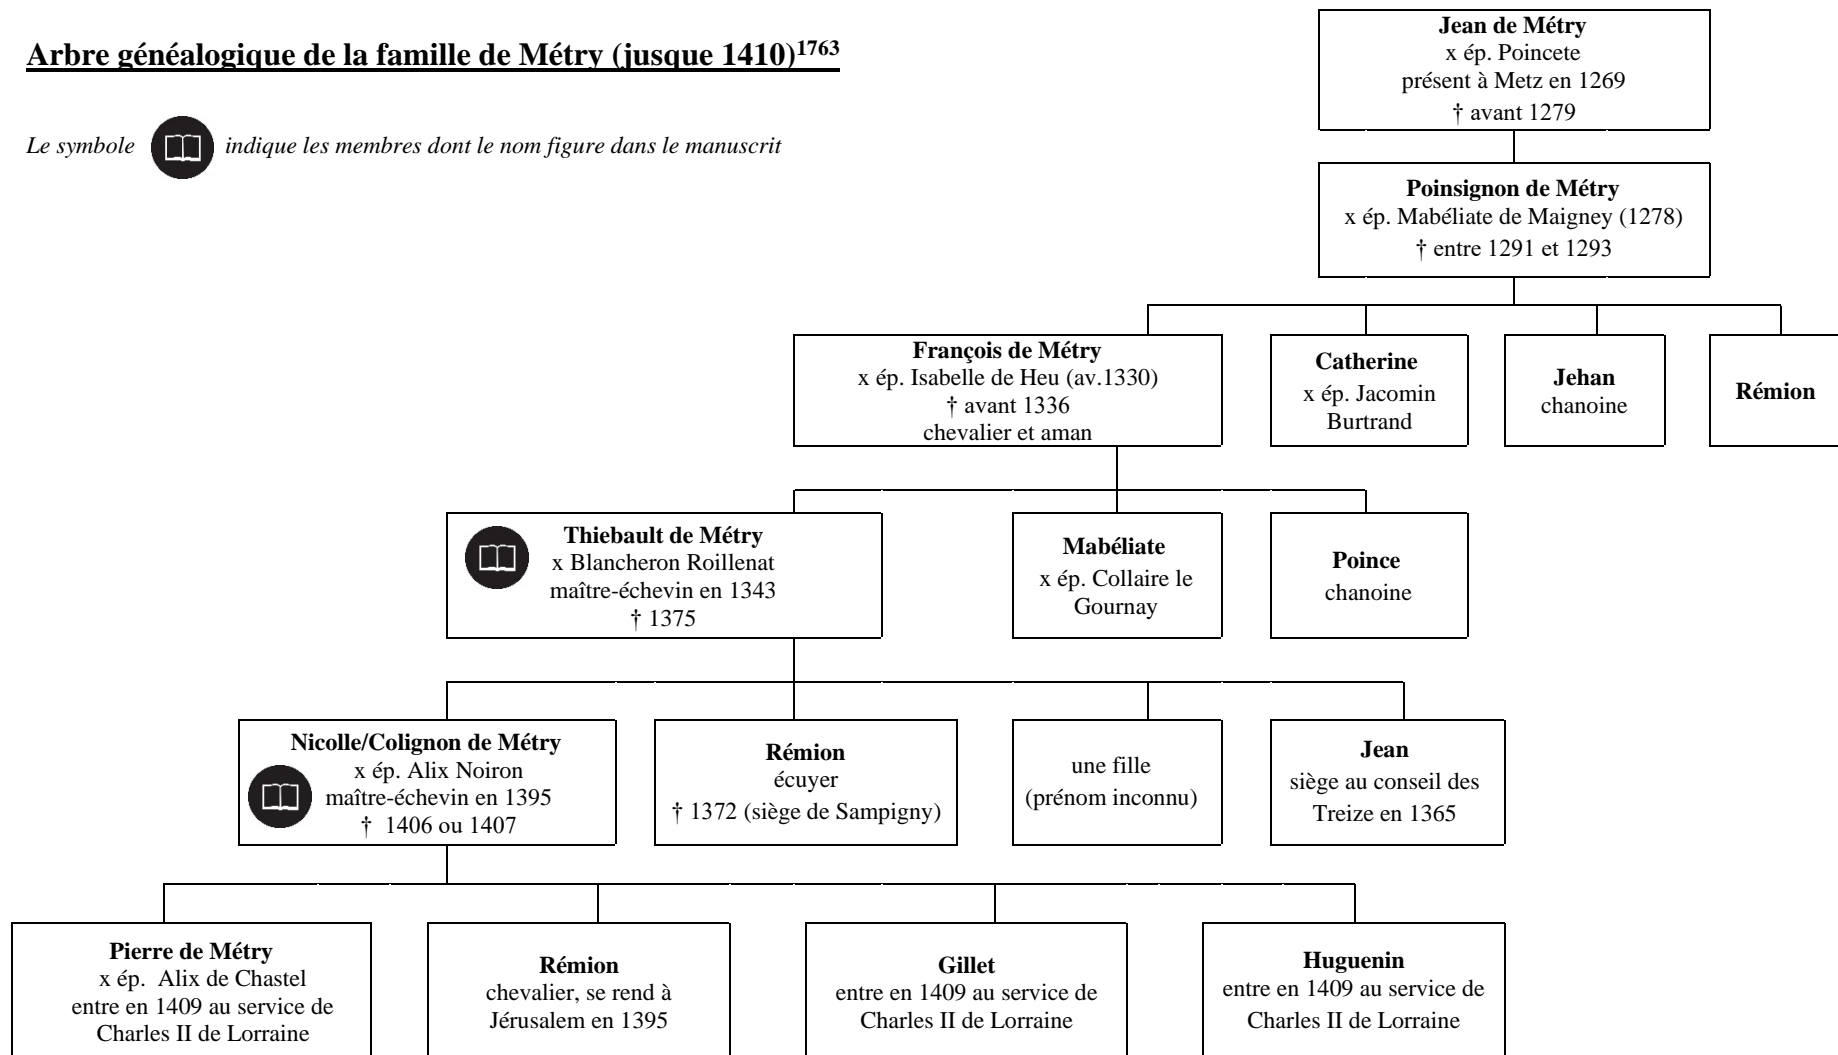 Arbre généalogique de la famille de Métry (jusque 1410)1763
Le symbole indique les membres dont le nom figure dans le manuscrit
Jean de Métry
x ép. Poincete
présent à Metz en 1269
† avant 1279
Poinsignon de Métry
x ép. Mabéliate de Maigney (1278)
† entre 1291 et 1293
François de Métry
x ép. Isabelle de Heu (av.1330)
† avant 1336
chevalier et aman
Catherine
x ép. Jacomin
Burtrand
Jehan
chanoine
Rémion
Thiebault de Métry
x Blancheron Roillenat
maître-échevin en 1343
† 1375
Mabéliate
x ép. Collaire le
Gournay
Poince
chanoine
Nicolle/Colignon de Métry
x ép. Alix Noiron
maître-échevin en 1395
† 1406 ou 1407
Rémion
écuyer
† 1372 (siège de Sampigny)
une fille
(prénom inconnu)
Jean
siège au conseil des
Treize en 1365
Pierre de Métry
x ép. Alix de Chastel
entre en 1409 au service de
Charles II de Lorraine
Rémion
chevalier, se rend à
Jérusalem en 1395
Gillet
entre en 1409 au service de
Charles II de Lorraine
Huguenin
entre en 1409 au service de
Charles II de Lorraine